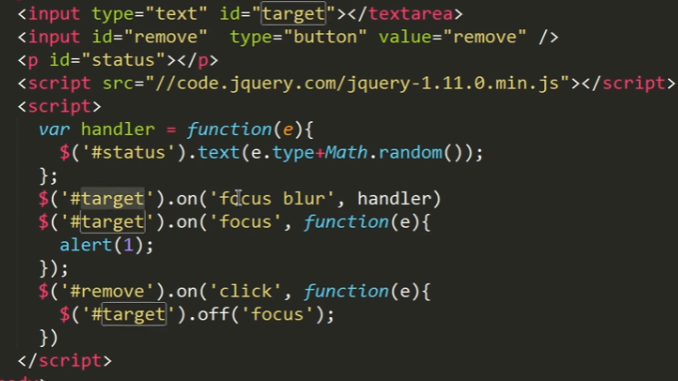 <input type="text" id="target"></textarea>
<input id="remove"  type="button" value="remove" />
<p id="status"></p>
<script src="//code.jquery.com/jquery-1.11.0.min.js"></script>
<script>
  var handler = function(e){
    $('#status').text(e.type+Math.random());
  };
  $('#target').on('focus blur', handler)
  $('#target').on('focus', function(e){
    alert(1);
  });
  $('#remove').on('click', function(e){
    $('#target').off('focus');
  })
</script>